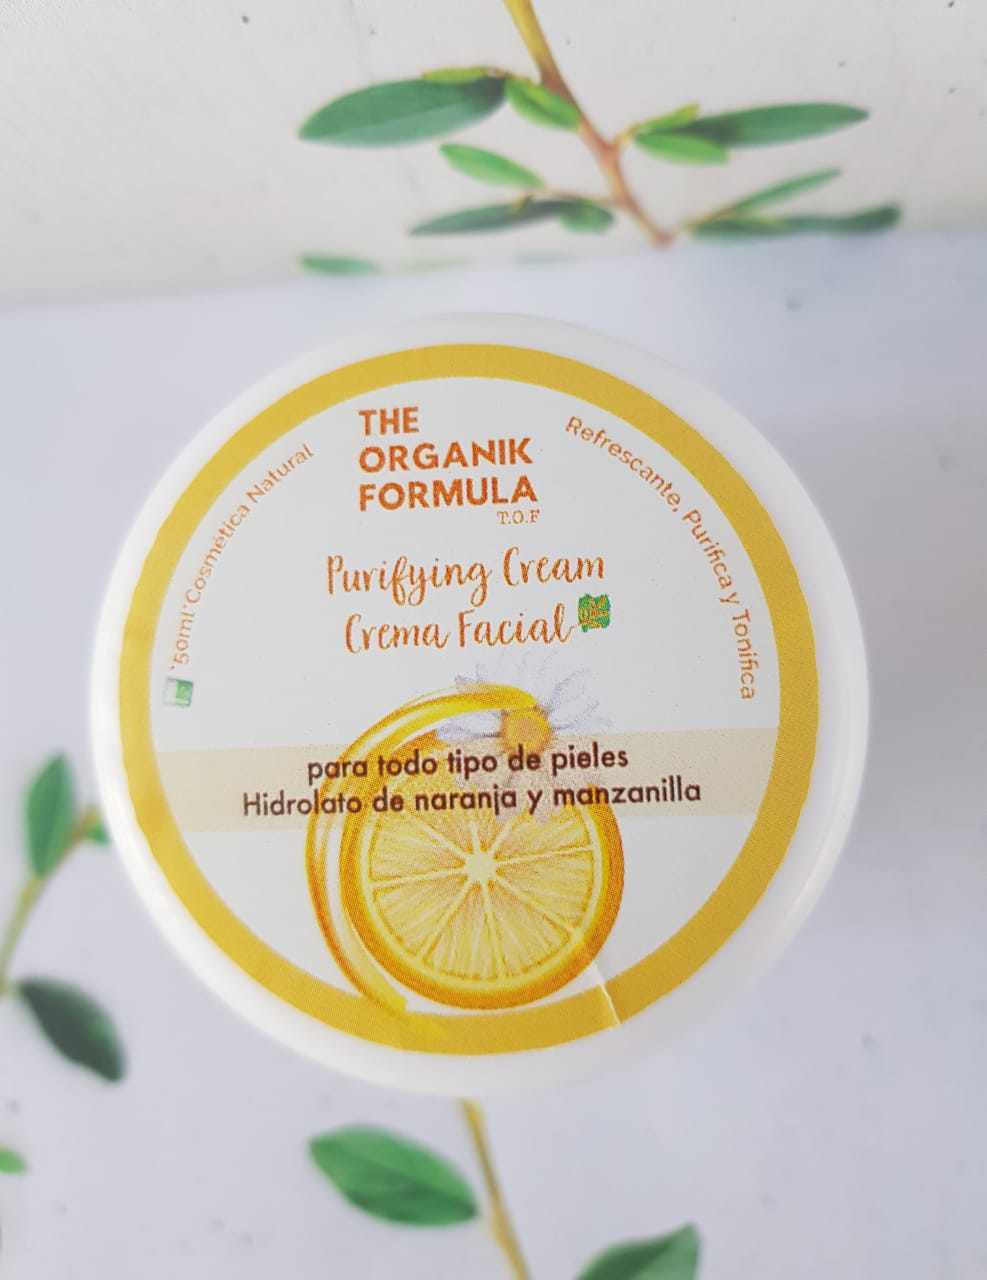 THE
ORGANIK
FORMULA
T.O.F
Purifying Cream
Crema Facial
'50ml'Cosmética Natural
Refrescante, Purifica y Tonifica
para todo tipo de pieles
Hidrolato de naranja y manzanilla